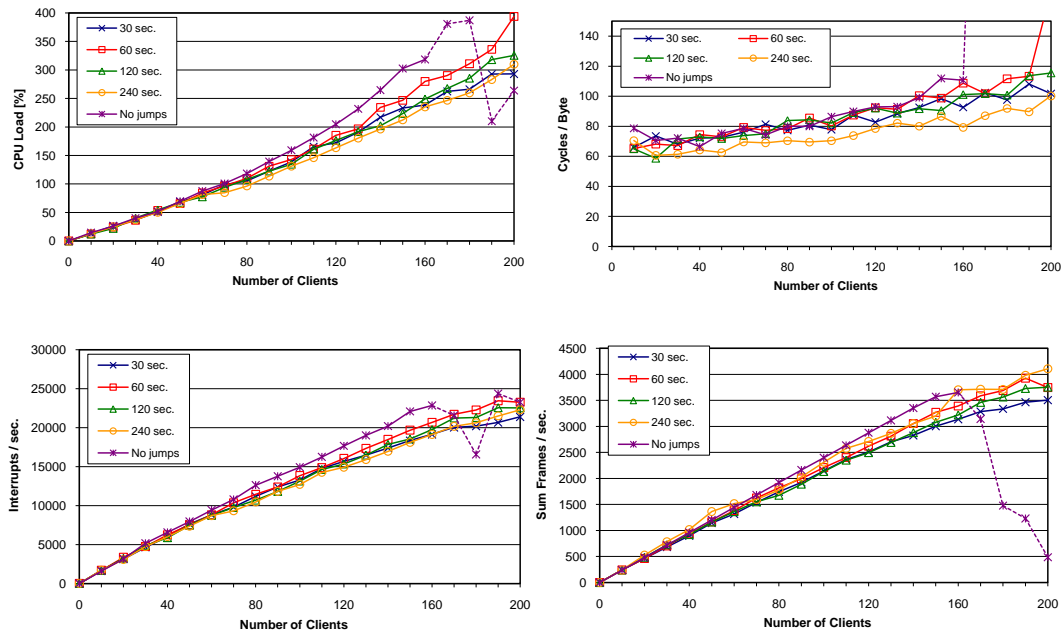 CPU Load [%]
400
350
300
250
200
150
100
50
0
30 sec.
60 sec.
120 sec.
240 sec.
No jumps
0 40 80 120 160 200
Number of Clients
Cycles / Byte
140
120
100
80
60
40
20
0
30 sec. 60 sec.
120 sec. 240 sec.
No jumps
0 40 80 120 160 200
Number of Clients
Interrupts / sec.
30000
25000
20000
15000
10000
5000
0
30 sec.
60 sec.
120 sec.
240 sec.
No jumps
0 40 80 120 160 200
Number of Clients
Sum Frames / sec.
4500
4000
3500
3000
2500
2000
1500
1000
500
0
30 sec.
60 sec.
120 sec.
240 sec.
No jumps
0 40 80 120 160 200
Number of Clients